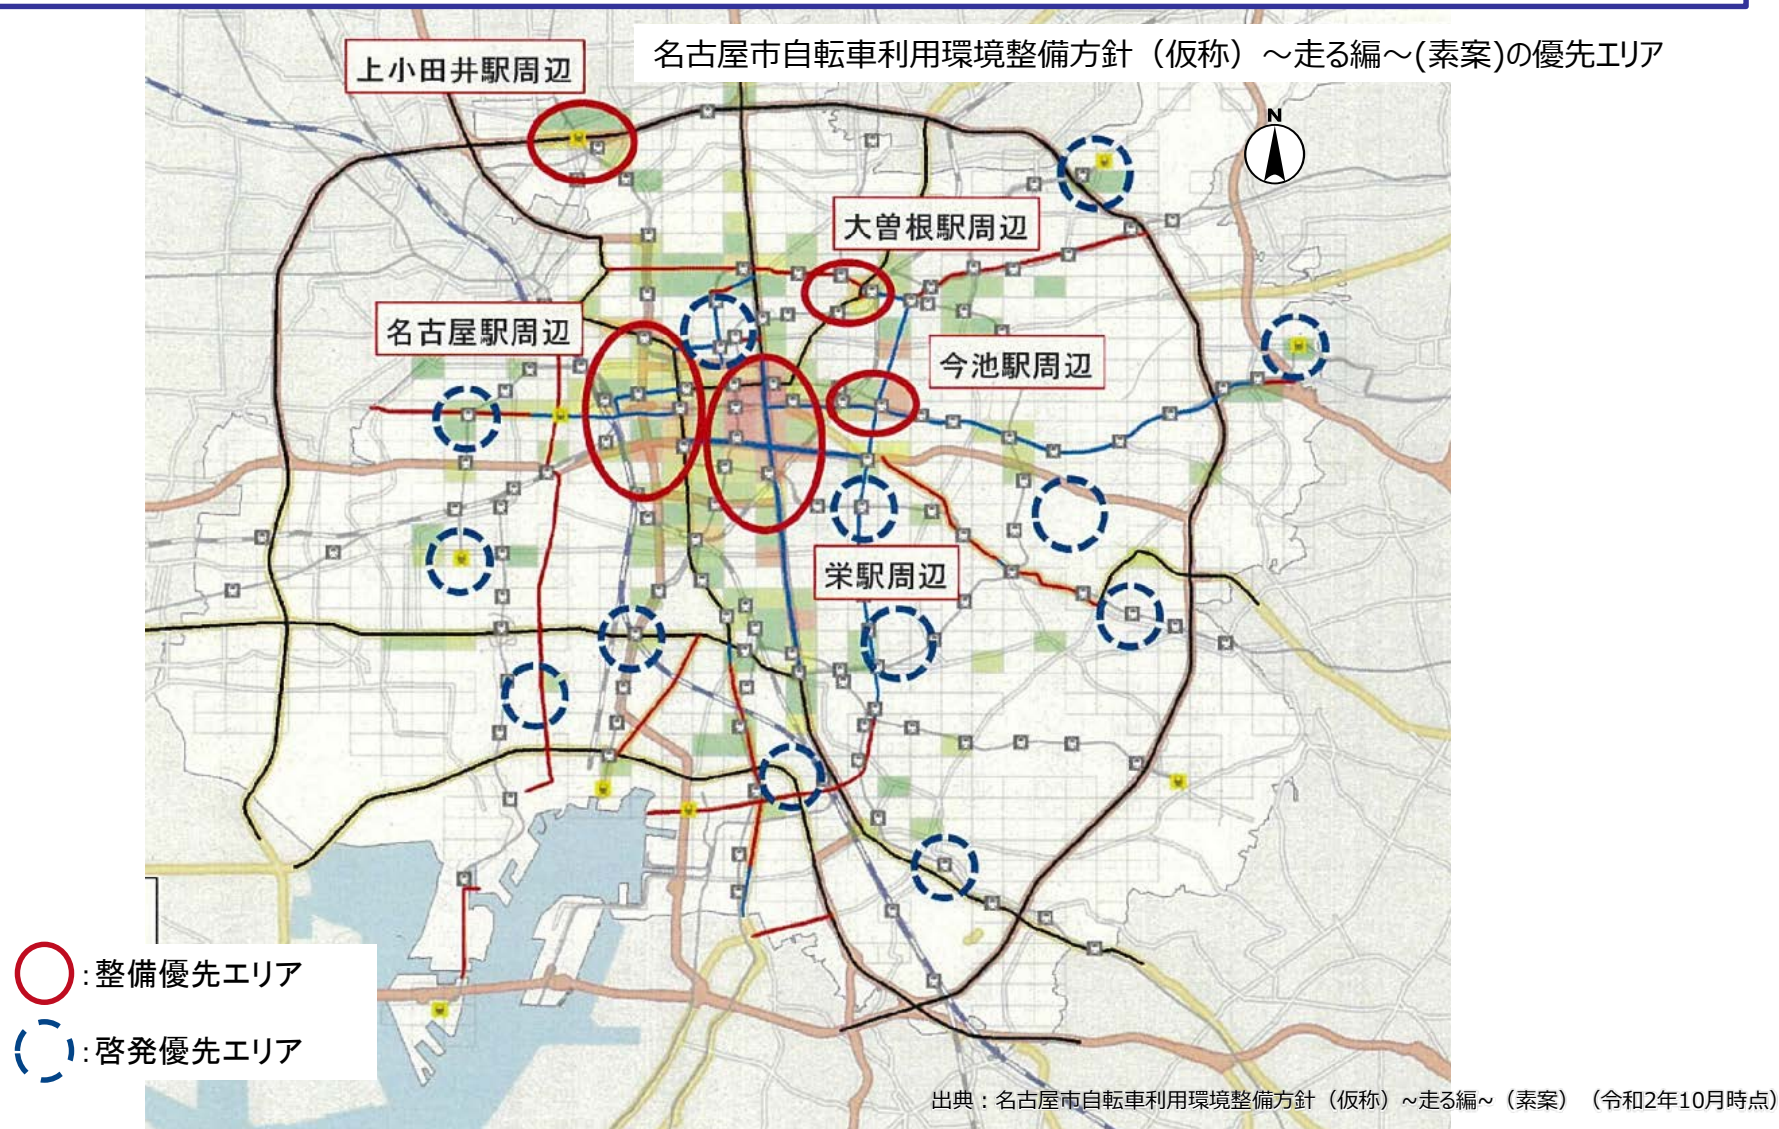 名古屋市自転車利用環境整備方針（仮称）～走る編～(素案)の優先エリア
上小田井駅周辺
N
大曽根駅周辺
名古屋駅周辺
今池駅周辺
栄駅周辺
：整備優先エリア
：啓発優先エリア
出典：名古屋市自転車利用環境整備方針（仮称）~走る編~（素案）（令和2年10月時点）